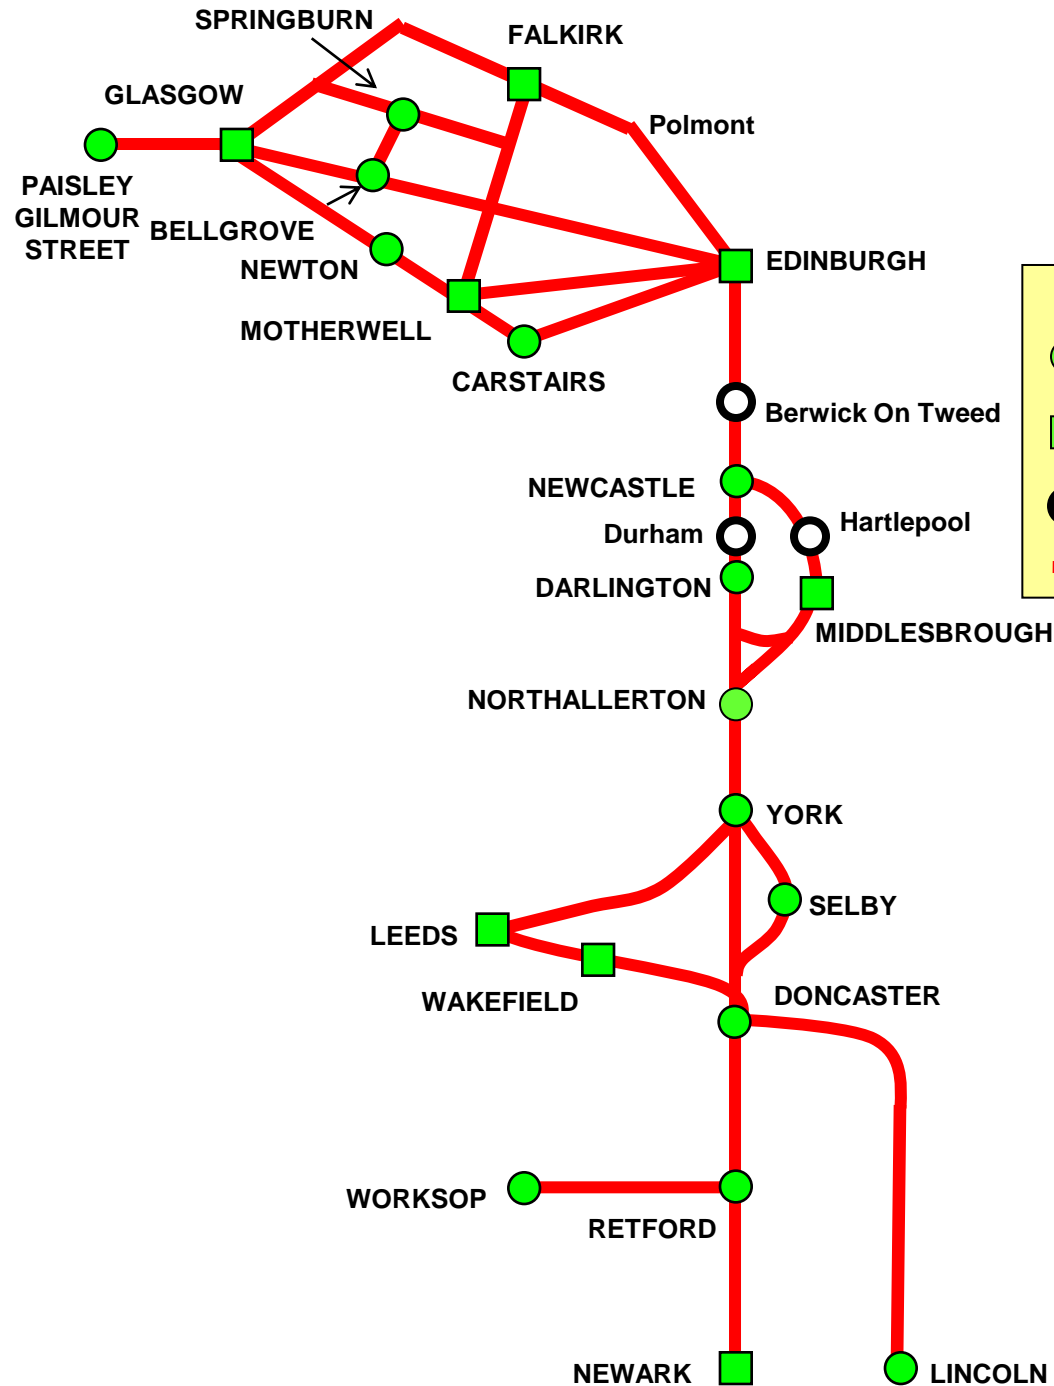 SPRINGBURN
FALKIRK
GLASGOW
Polmont
PAISLEY
GILMOUR
STREET
BELLGROVE
NEWTON
EDINBURGH
MOTHERWELL
CARSTAIRS
Berwick On Tweed
NEWCASTLE
Hartlepool
Durham
DARLINGTON
MIDDLESBROUGH
NORTHALLERTON
YORK
SELBY
LEEDS
WAKEFIELD
DONCASTER
WORKSOP
RETFORD
NEWARK
LINCOLN